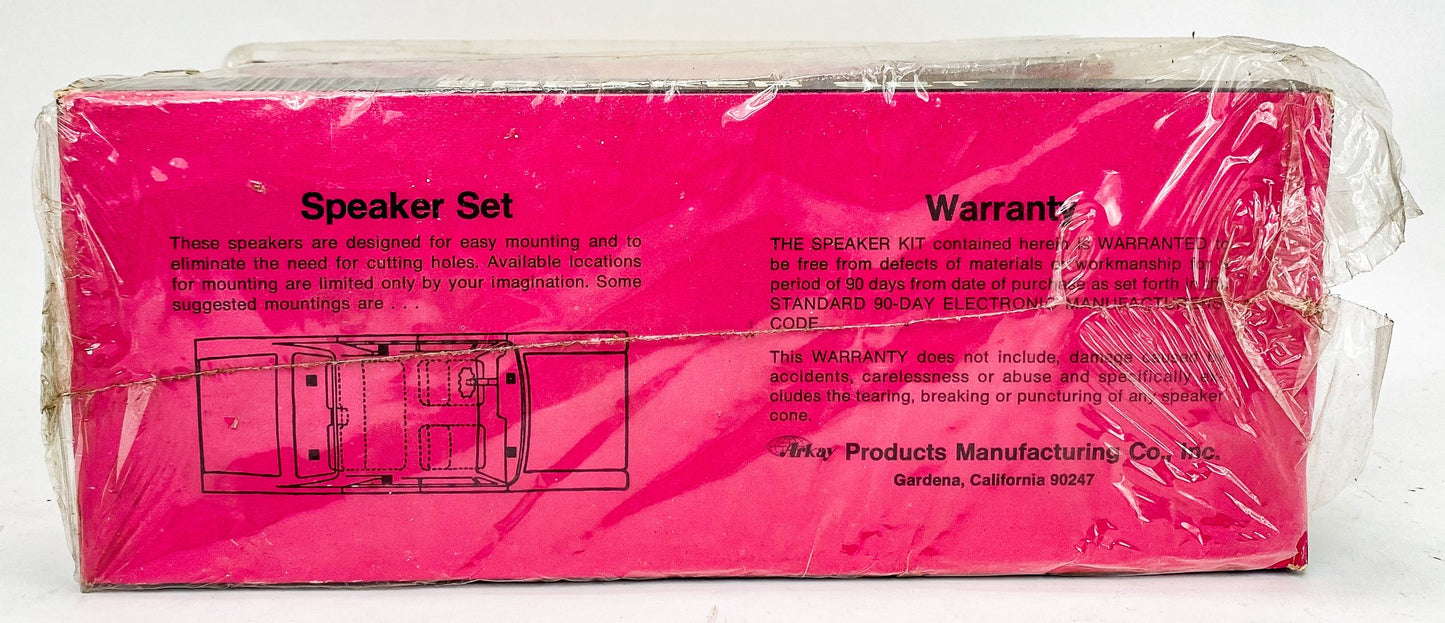 Speaker Set
These speakers are designed for easy mounting and to
eliminate the need for cutting holes. Available locations
for mounting are limited only by your imagination. Some
suggested mountings are . . .
Warranty
THE SPEAKER KIT contained herein is WARRANTED to
be free from defects of materials or workmanship for
period of 90 days from date of purchase as set forth in the
STANDARD 90-DAY ELECTRONIC MANUFACTURING
CODE
This WARRANTY does not include, damage caused by
accidents, carelessness or abuse and specifically ex-
cludes the tearing, breaking or puncturing of any speaker
cone.
Arkay Products Manufacturing Co., Inc.
Gardena, California 90247